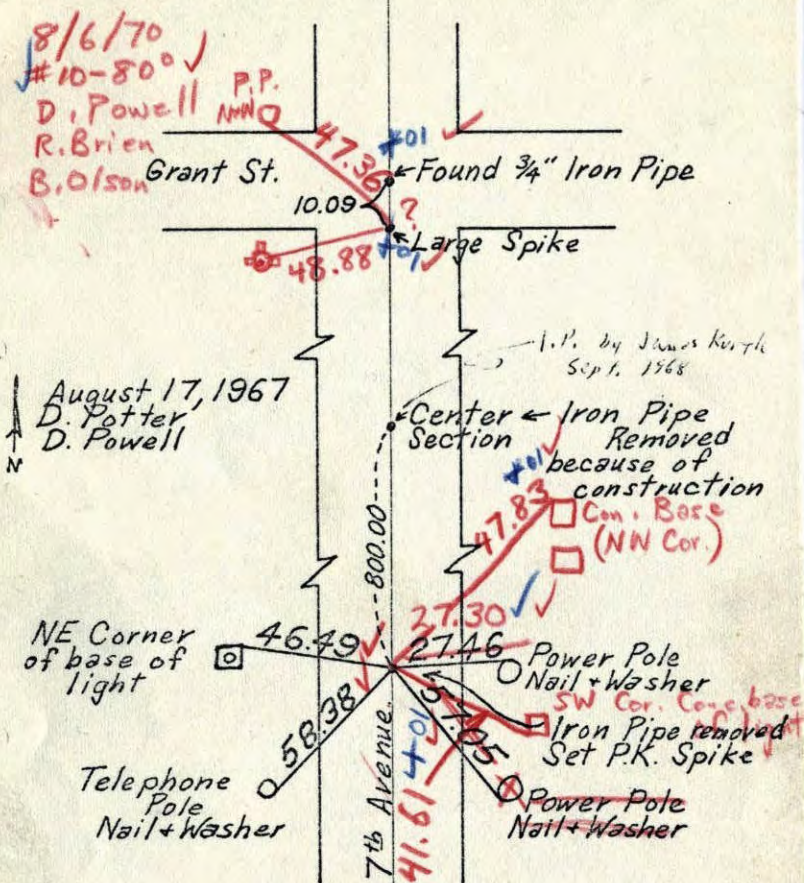 8/6/70
#10-80°
D. Powell
R. Brien
B. Olson
P.P.
N+W
47.36
+01
Grant St.
Found 3/4" Iron Pipe
10.09
?
Large Spike
48.88
+01
I.P. by James
Sept. 1968
August 17, 1967
D. Potter
D. Powell
N
Center
Section
Iron Pipe
Removed
because of
construction
+01
47.83
Con. Base
(NW Cor.)
800.00
27.30
NE Corner
of base of
light
46.49
27.46
Power Pole
Nail + Washer
SW Cor. Conc. base
of light
58.38
57.05
Iron Pipe removed
Set P.K. Spike
Telephone
Pole
Nail + Washer
7th Avenue
41.61
+01
Power Pole
Nail + Washer